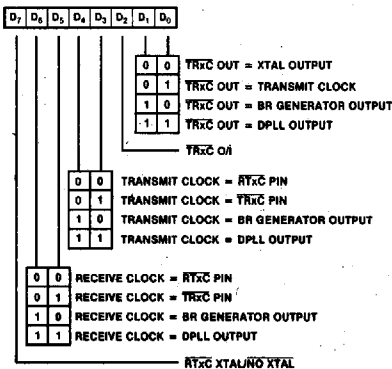 D7 D6 D5 D4 D3 D2 D1 D0
0 0 TRxC OUT = XTAL OUTPUT
0 1 TRxC OUT = TRANSMIT CLOCK
1 0 TRxC OUT = BR GENERATOR OUTPUT
1 1 TRxC OUT = DPLL OUTPUT
TRxC O/I
0 0 TRANSMIT CLOCK = RTxC PIN
0 1 TRANSMIT CLOCK = TRxC PIN
1 0 TRANSMIT CLOCK = BR GENERATOR OUTPUT
1 1 TRANSMIT CLOCK = DPLL OUTPUT
0 0 RECEIVE CLOCK = RTxC PIN
0 1 RECEIVE CLOCK = TRxC PIN
1 0 RECEIVE CLOCK = BR GENERATOR OUTPUT
1 1 RECEIVE CLOCK = DPLL OUTPUT
RTxC XTAL/NO XTAL